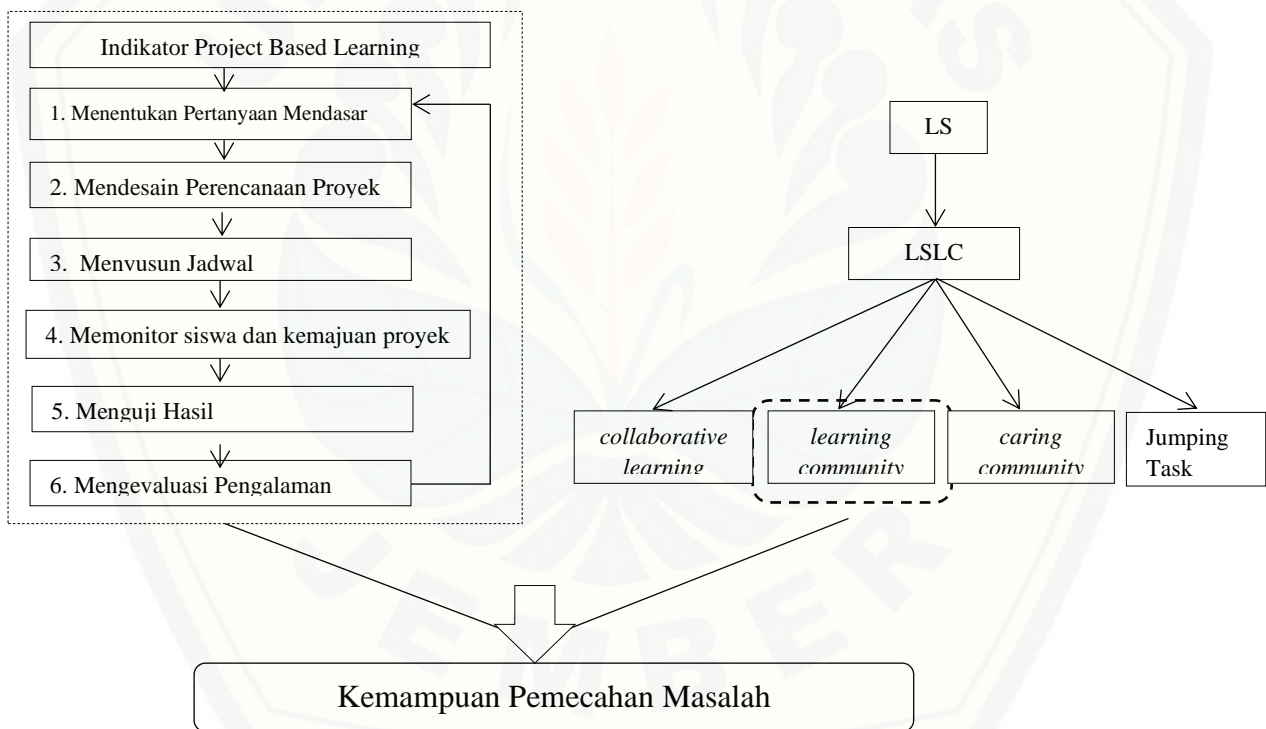 Indikator Project Based Learning
1. Menentukan Pertanyaan Mendasar
2. Mendesain Perencanaan Proyek
3. Menyusun Jadwal
4. Memonitor siswa dan kemajuan proyek
5. Menguji Hasil
6. Mengevaluasi Pengalaman
LS
LSLC
collaborative
learning
learning
community
caring
community
Jumping
Task
Kemampuan Pemecahan Masalah
JEMBER